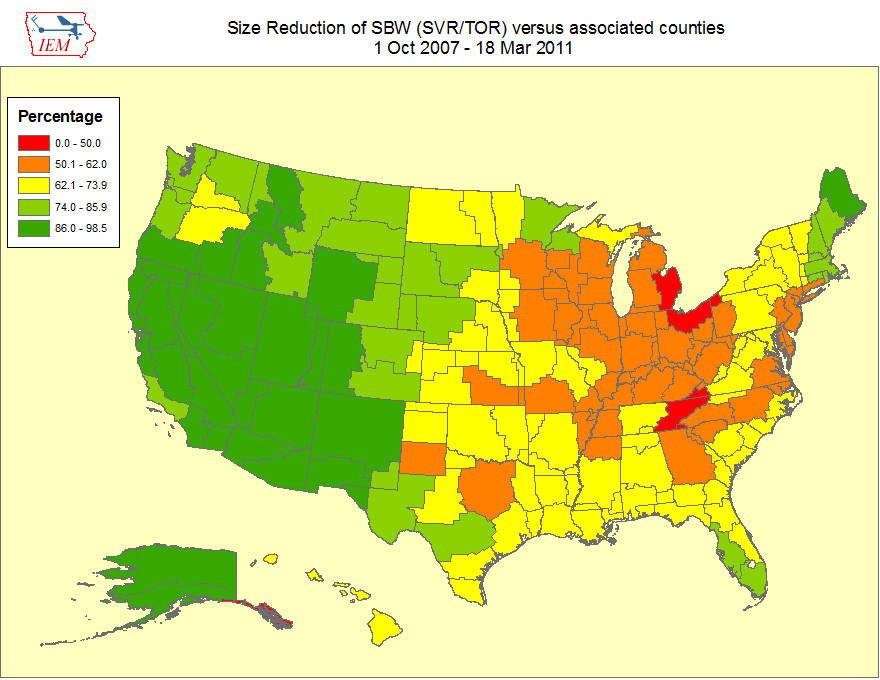 IEM
Size Reduction of SBW (SVR/TOR) versus associated counties
1 Oct 2007 - 18 Mar 2011
Percentage
0.0 - 50.0
50.1 - 62.0
62.1 - 73.9
74.0 - 85.9
86.0 - 98.5